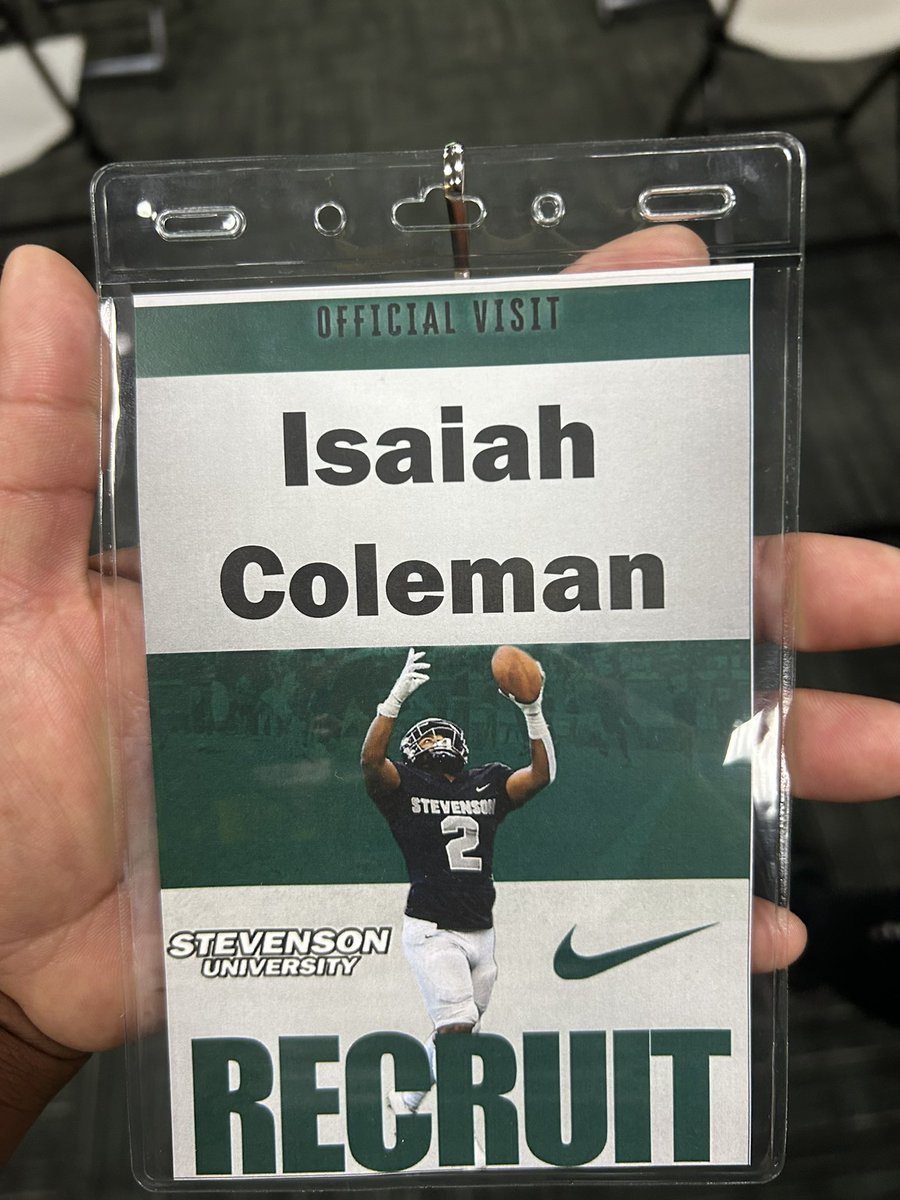 OFFICIAL VISIT
Isaiah
Coleman
STEVENSON
2
STEVENSON
UNIVERSITY
RECRUIT